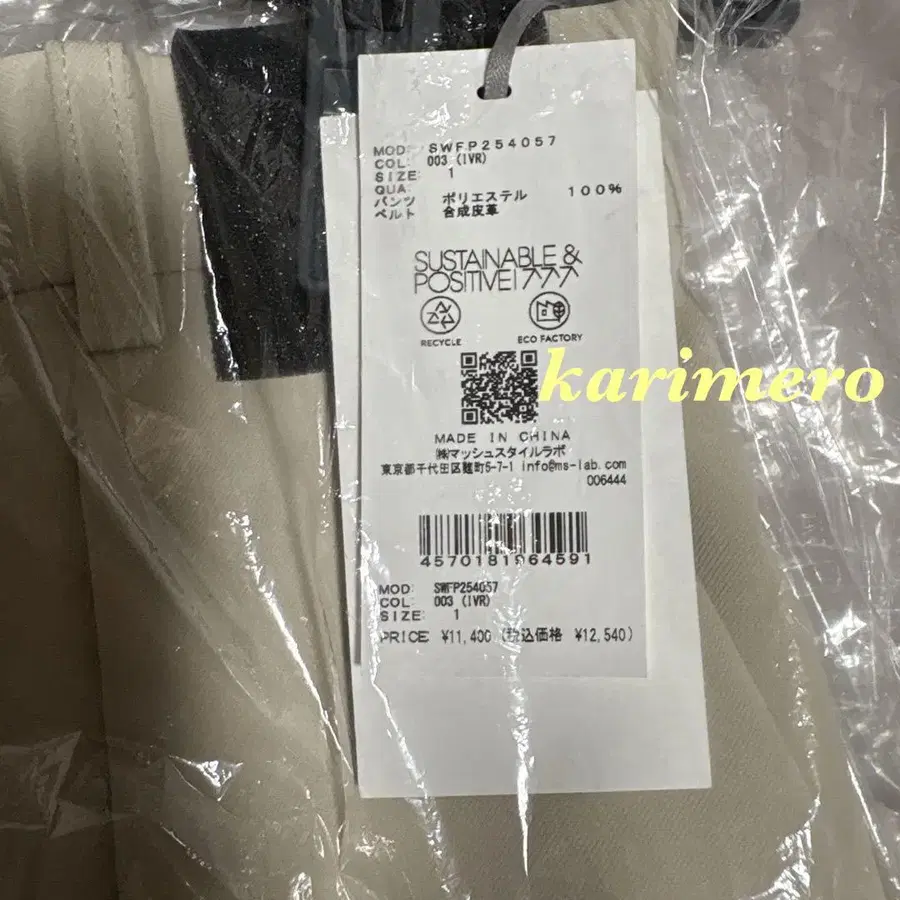 MOD: SWFP254057
COL: 003 (IVR)
SIZE: 1
QUA:
パンツ ポリエステル 100%
ベルト 合成皮革
SUSTAINABLE &
POSITIVE!
RECYCLE ECO FACTORY
karimero
MADE IN CHINA
㈱マッシュスタイルラボ
東京都千代田区麹町5-7-1 info@ms-lab.com
006444
4570181964591
MOD: SWFP254057
COL: 003 (IVR)
SIZE: 1
PRICE ¥11,400 (税込価格 ¥12,540)